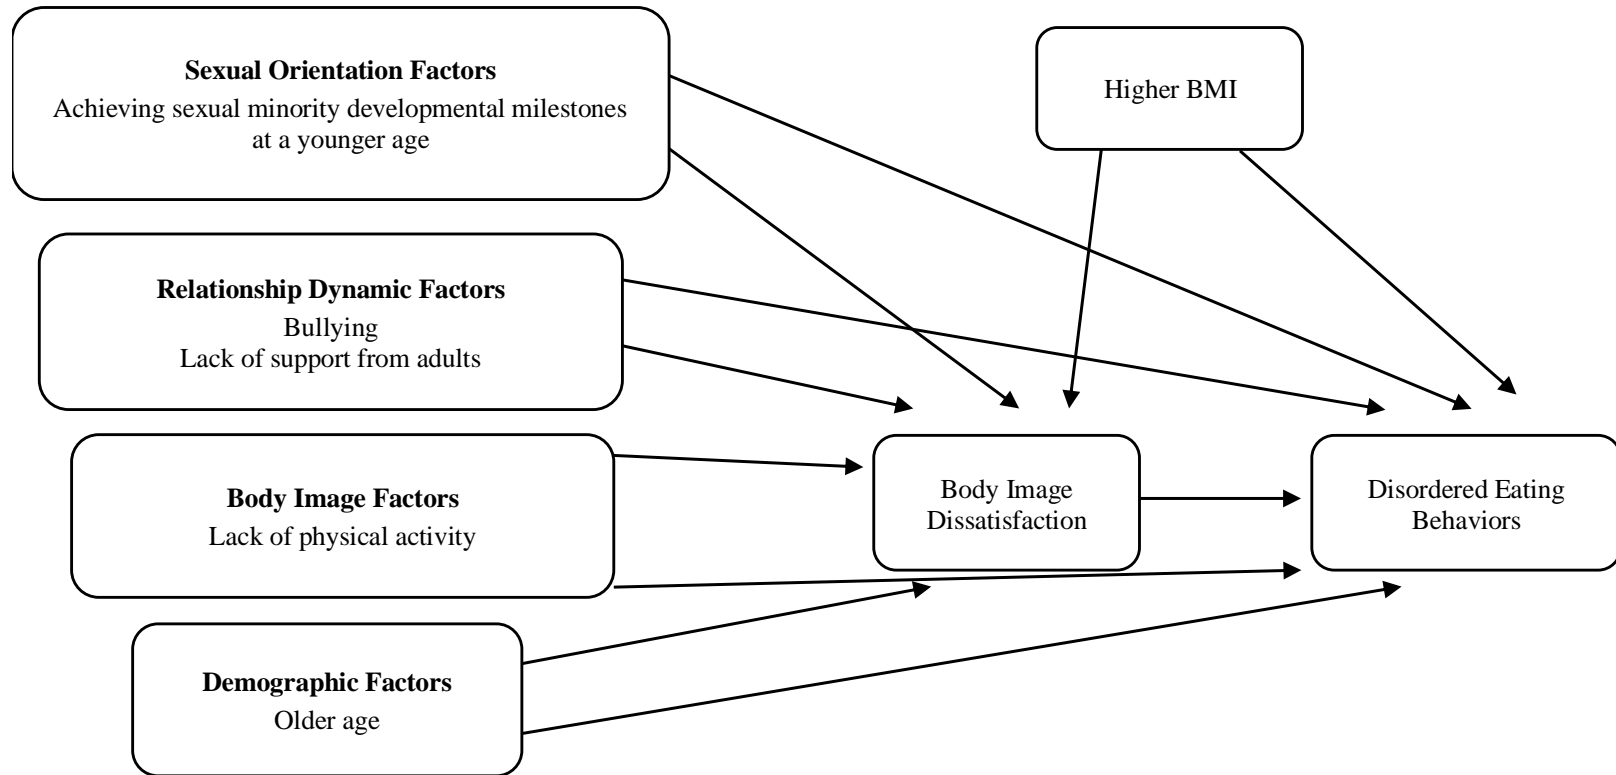 Sexual Orientation Factors
Achieving sexual minority developmental milestones
at a younger age
Higher BMI
Relationship Dynamic Factors
Bullying
Lack of support from adults
Body Image Factors
Lack of physical activity
Body Image
Dissatisfaction
Disordered Eating
Behaviors
Demographic Factors
Older age